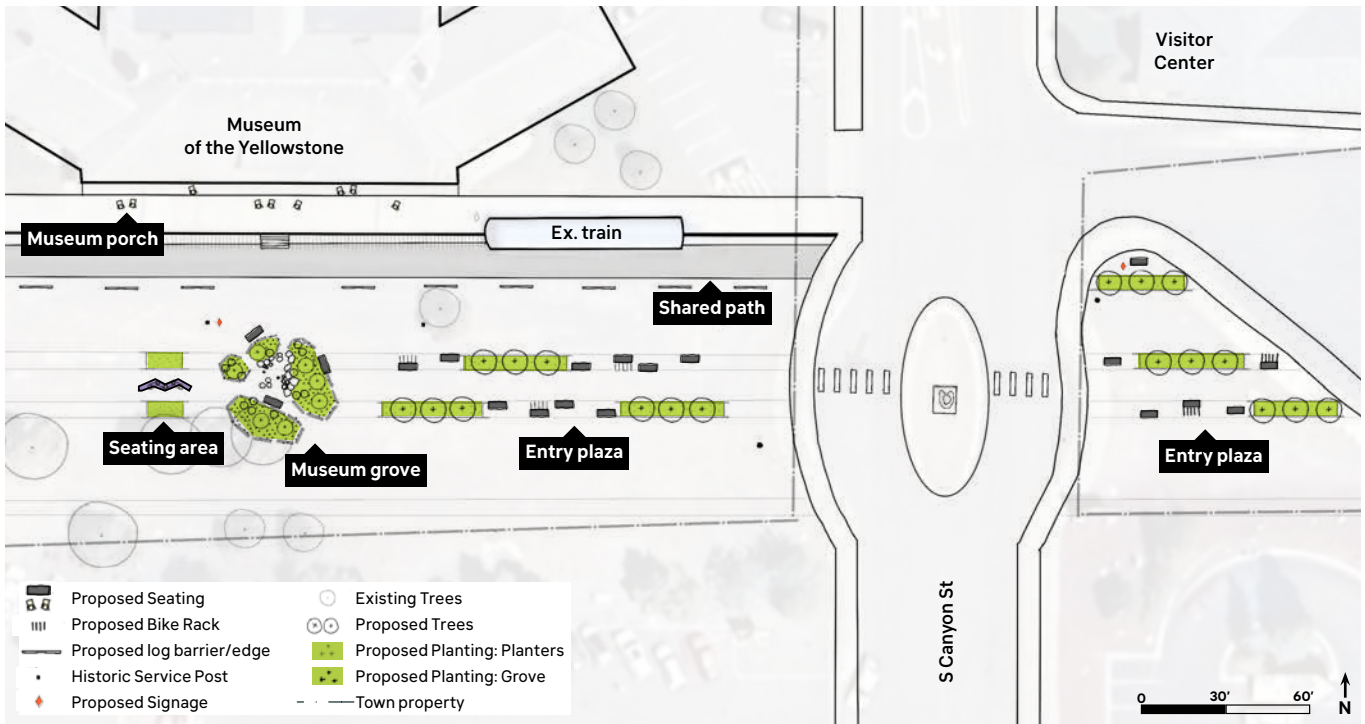 Visitor
Center
Museum
of the Yellowstone
Museum porch
Ex. train
Shared path
Seating area
Museum grove
Entry plaza
Entry plaza
S Canyon St
Proposed Seating
Proposed Bike Rack
Proposed log barrier/edge
Historic Service Post
Proposed Signage
Existing Trees
Proposed Trees
Proposed Planting: Planters
Proposed Planting: Grove
Town property
0 30' 60'
N